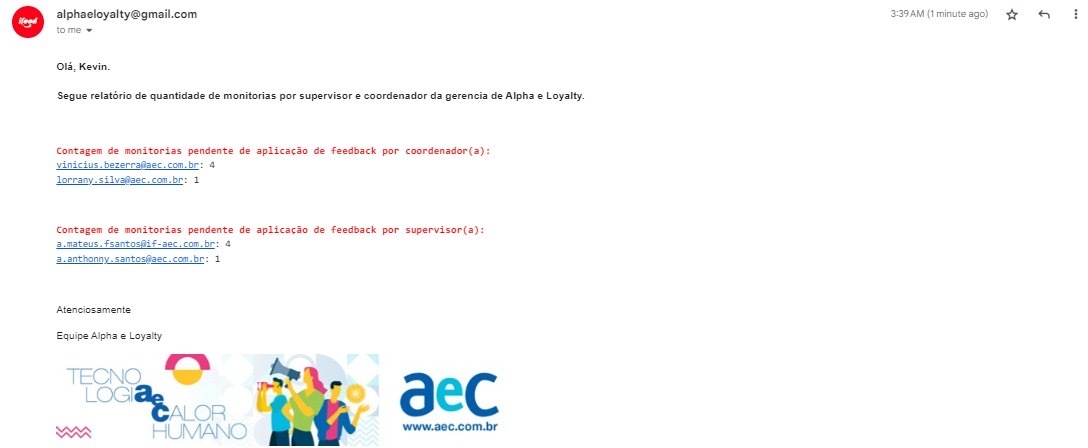 ifood
alphaeloyalty@gmail.com
3:39 AM (1 minute ago)
to me
Olá, Kevin.
Segue relatório de quantidade de monitorias por supervisor e coordenador da gerencia de Alpha e Loyalty.
Contagem de monitorias pendente de aplicação de feedback por coordenador(a):
vinicius.bezerra@aec.com.br: 4
lorrany.silva@aec.com.br: 1
Contagem de monitorias pendente de aplicação de feedback por supervisor(a):
a.mateus.fsantos@if-aec.com.br: 4
a.anthonny.santos@aec.com.br: 1
Atenciosamente
Equipe Alpha e Loyalty
TECNO
LOGIAeC
CALOR
HUMANO
aeC
www.aec.com.br